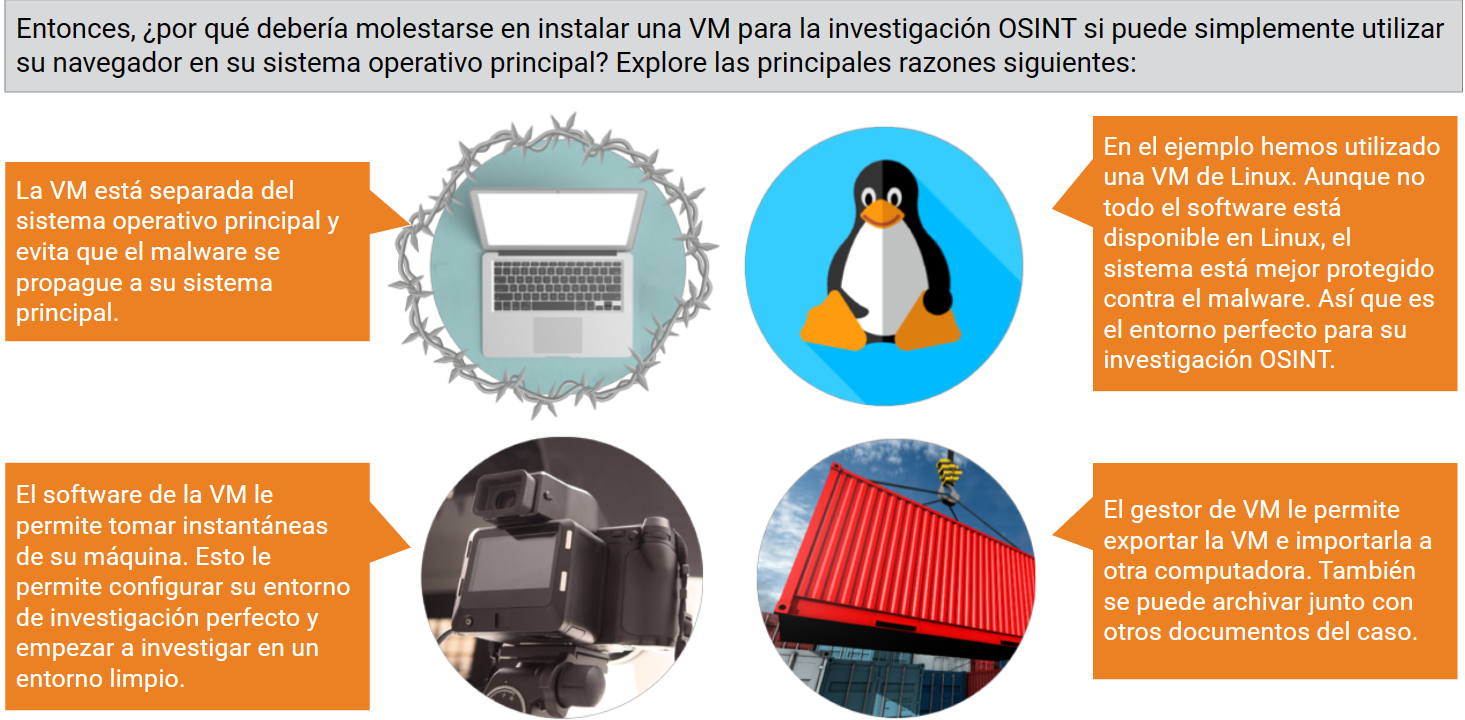 Entonces, ¿por qué debería molestarse en instalar una VM para la investigación OSINT si puede simplemente utilizar
su navegador en su sistema operativo principal? Explore las principales razones siguientes:
La VM está separada del
sistema operativo principal y
evita que el malware se
propague a su sistema
principal.
En el ejemplo hemos utilizado
una VM de Linux. Aunque no
todo el software está
disponible en Linux, el
sistema está mejor protegido
contra el malware. Así que es
el entorno perfecto para su
investigación OSINT.
El software de la VM le
permite tomar instantáneas
de su máquina. Esto le
permite configurar su entorno
de investigación perfecto y
empezar a investigar en un
entorno limpio.
El gestor de VM le permite
exportar la VM e importarla a
otra computadora. También
se puede archivar junto con
otros documentos del caso.